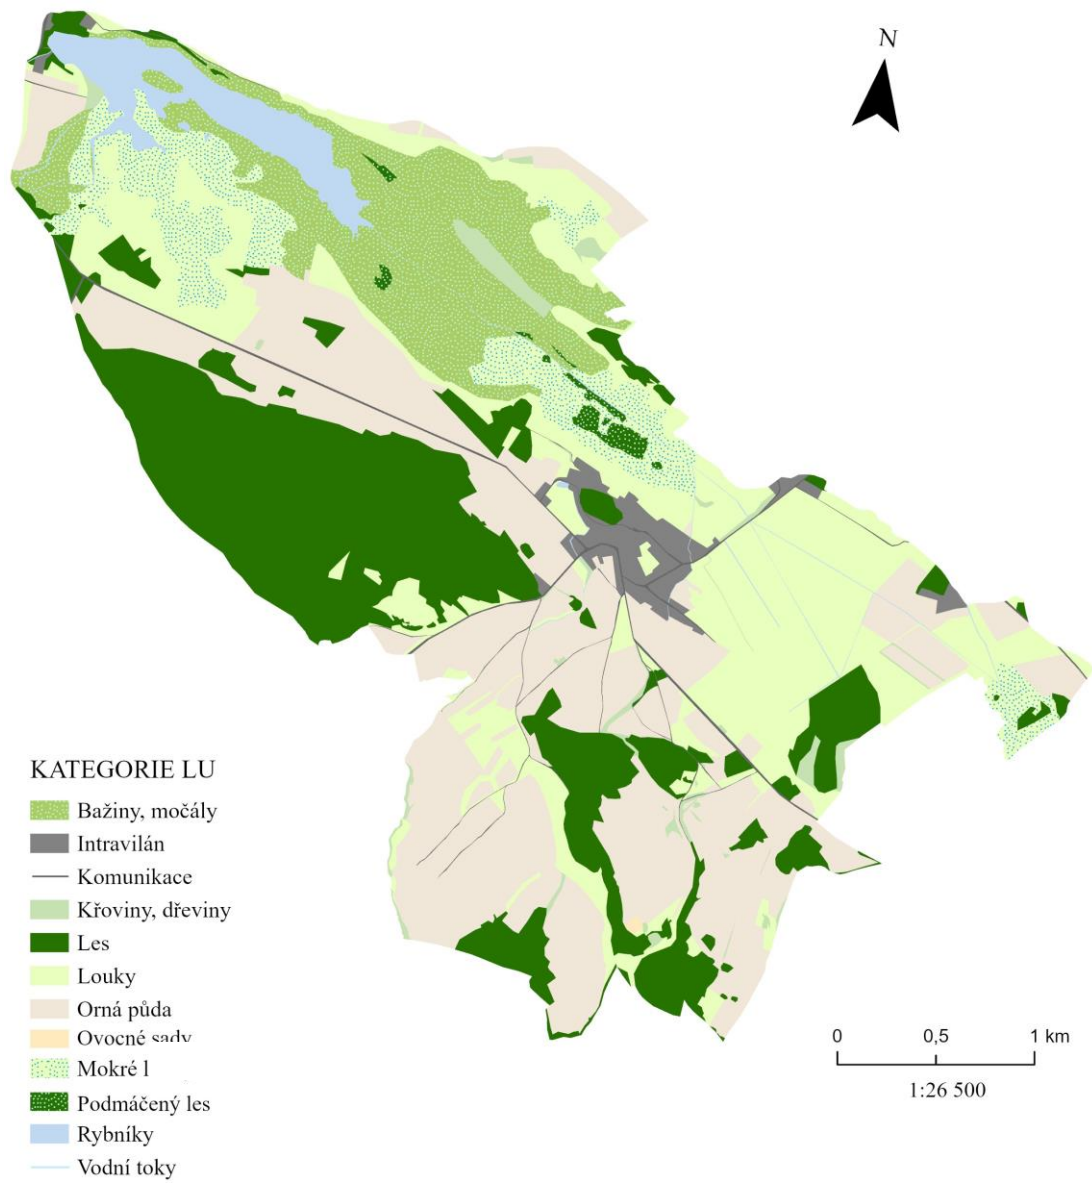 N
KATEGORIE LU
Bažiny, močály
Intravilán
Komunikace
Křoviny, dřeviny
Les
Louky
Orná půda
Ovocné
Mokré
Podmáčený les
Rybníky
Vodní toky
0 0,5 1 km
1:26 500